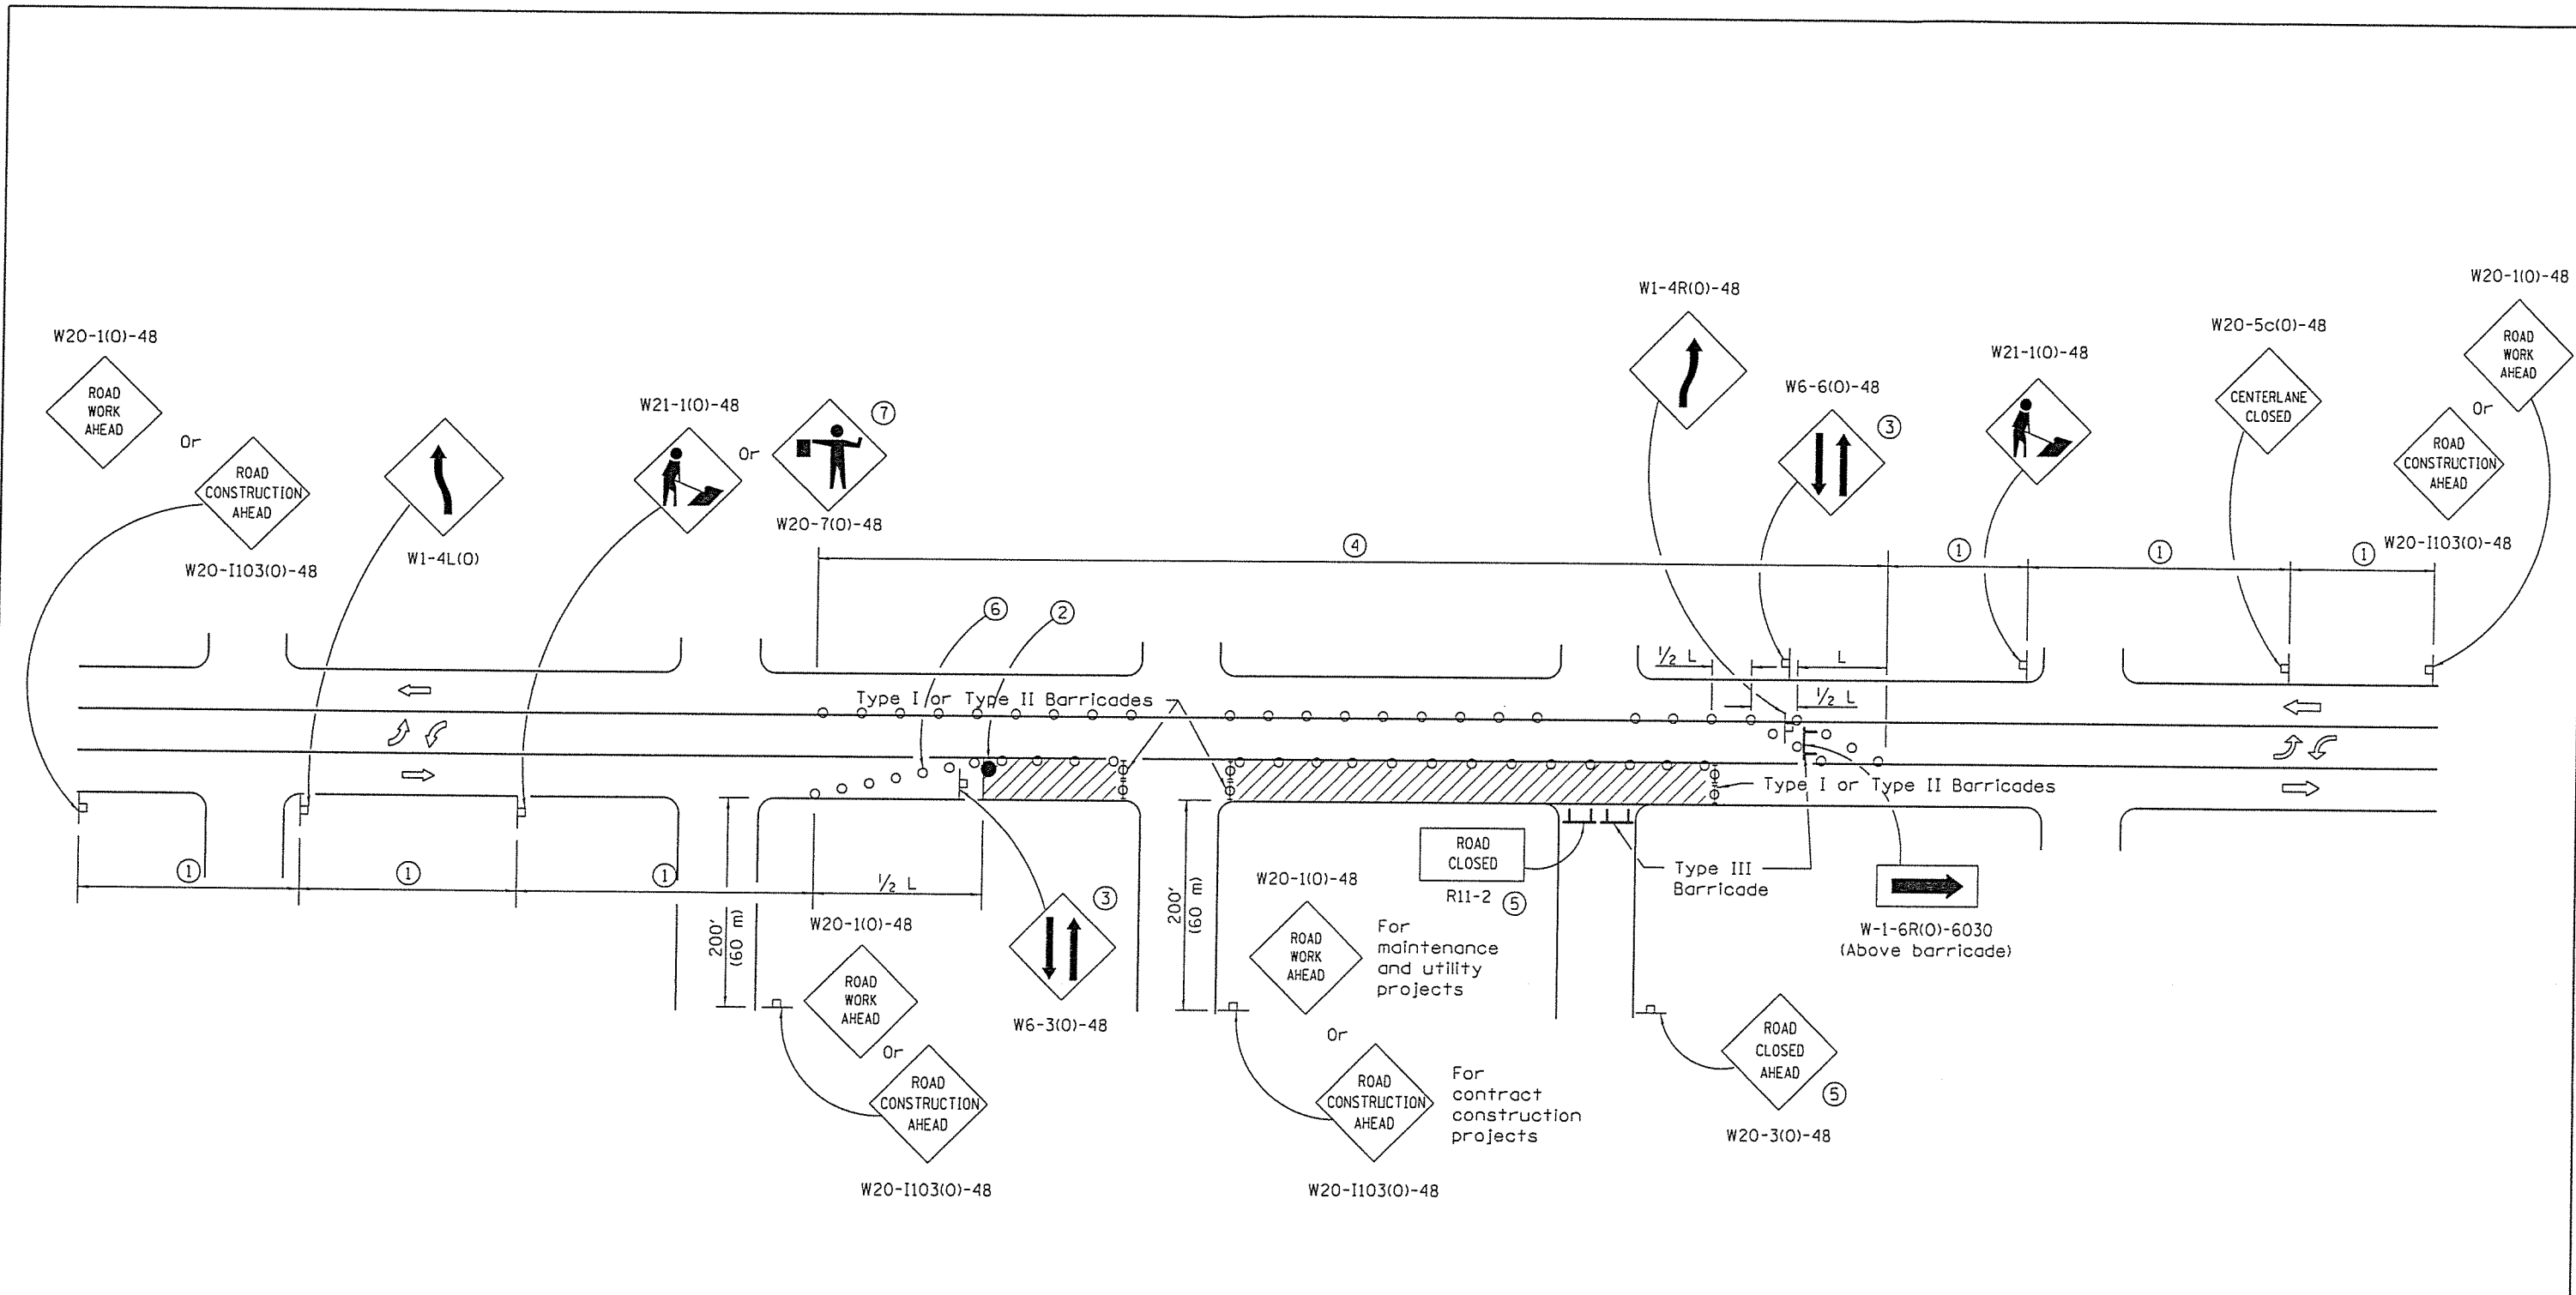 W20-1(O)-48
ROAD
WORK
AHEAD
Or
ROAD
CONSTRUCTION
AHEAD
W20-I103(O)-48
W1-4L(O)
W21-1(O)-48
Or
7
W20-7(O)-48
W1-4R(O)-48
W6-6(O)-48
3
W21-1(O)-48
W20-5c(O)-48
CENTERLANE
CLOSED
W20-1(O)-48
ROAD
WORK
AHEAD
Or
ROAD
CONSTRUCTION
AHEAD
W20-I103(O)-48
4
1
1
1
6
2
1/2 L
L
1/2 L
Type I or Type II Barricades
Type I or Type II Barricades
1
1
1
1/2 L
200'
(60 m)
W20-1(O)-48
ROAD
WORK
AHEAD
Or
ROAD
CONSTRUCTION
AHEAD
W20-I103(O)-48
3
W6-3(O)-48
200'
(60 m)
W20-1(O)-48
ROAD
WORK
AHEAD
For
maintenance
and utility
projects
Or
ROAD
CONSTRUCTION
AHEAD
For
contract
construction
projects
W20-I103(O)-48
ROAD
CLOSED
R11-2
5
Type III
Barricade
W-1-6R(O)-6030
(Above barricade)
ROAD
CLOSED
AHEAD
5
W20-3(O)-48